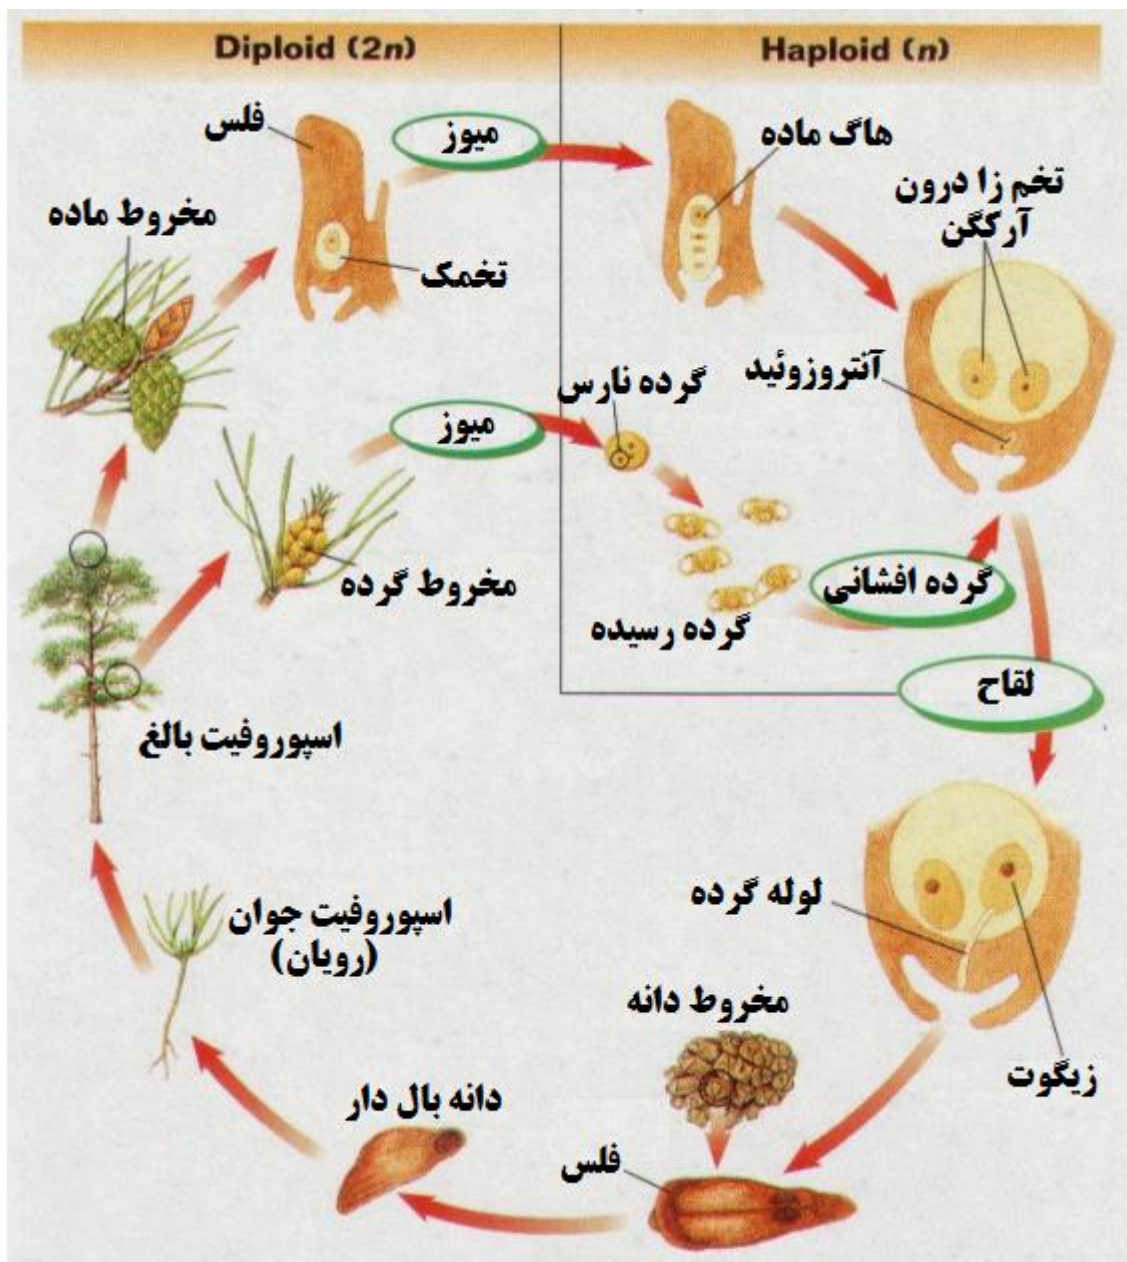 Diploid (2n)
Haploid (n)
فلس
میوز
هاگ ماده
تخم زا درون
آرکگن
مخروط ماده
تخمک
گرده نارس
آنتروزوئید
میوز
مخروط گرده
گرده افشانی
گرده رسیده
لقاح
اسپوروفیت بالغ
لوله گرده
اسپوروفیت جوان
(رویان)
مخروط دانه
زیگوت
دانه بال دار
فلس